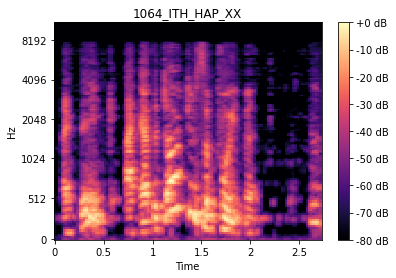 1064_ITH_HAP_XX
+0 dB
8192
-10 dB
4096
-20 dB
-30 dB
2048
Hz
-40 dB
1024
-50 dB
512
-60 dB
-70 dB
0
-80 dB
0 0.5 1 1.5 2 2.5
Time